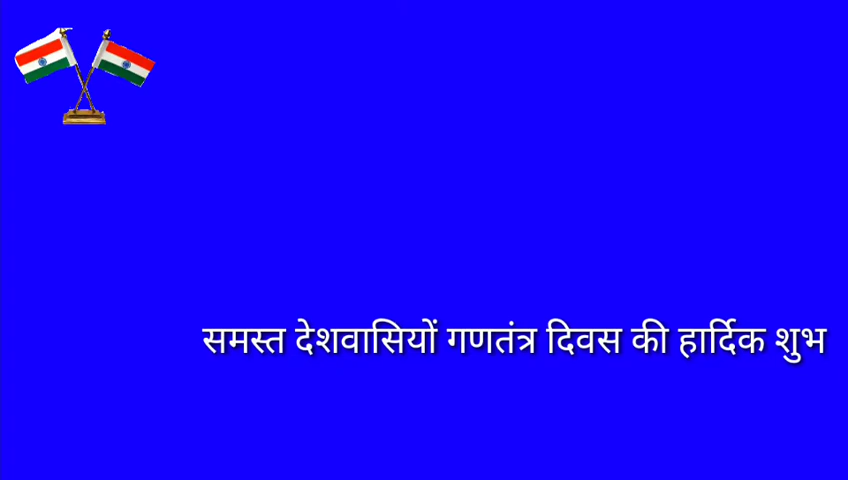 समस्त देशवासियों गणतंत्र दिवस की हार्दिक शुभ